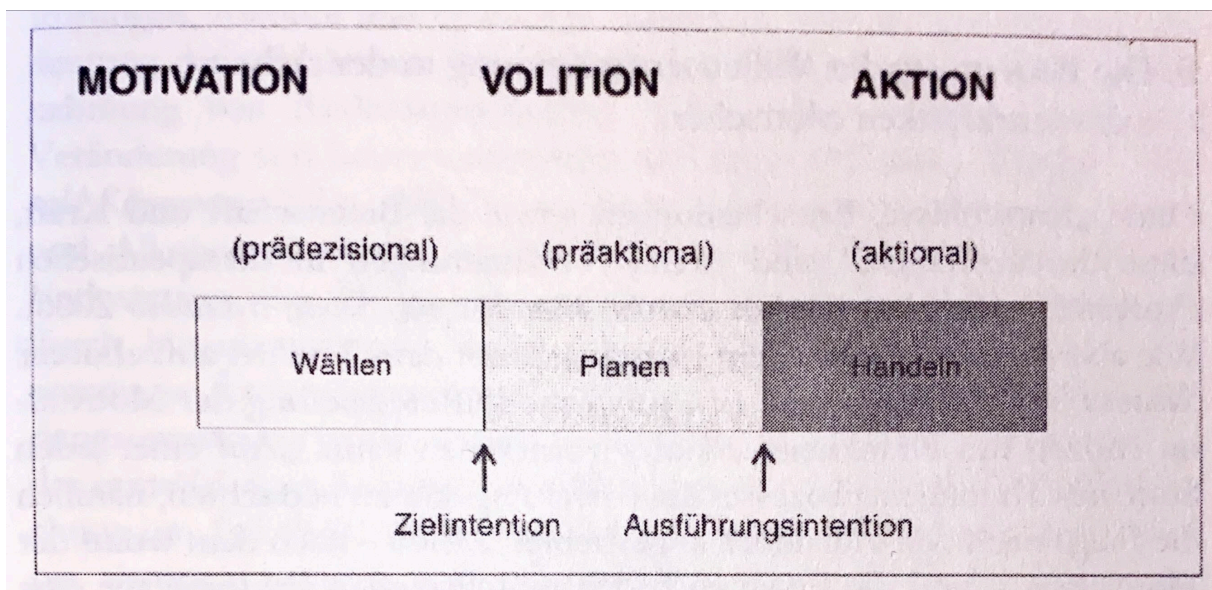 MOTIVATION VOLITION AKTION
(prädezisional) (präaktional) (aktional)
Wählen Planen Handeln
Zielintention Ausführungsintention